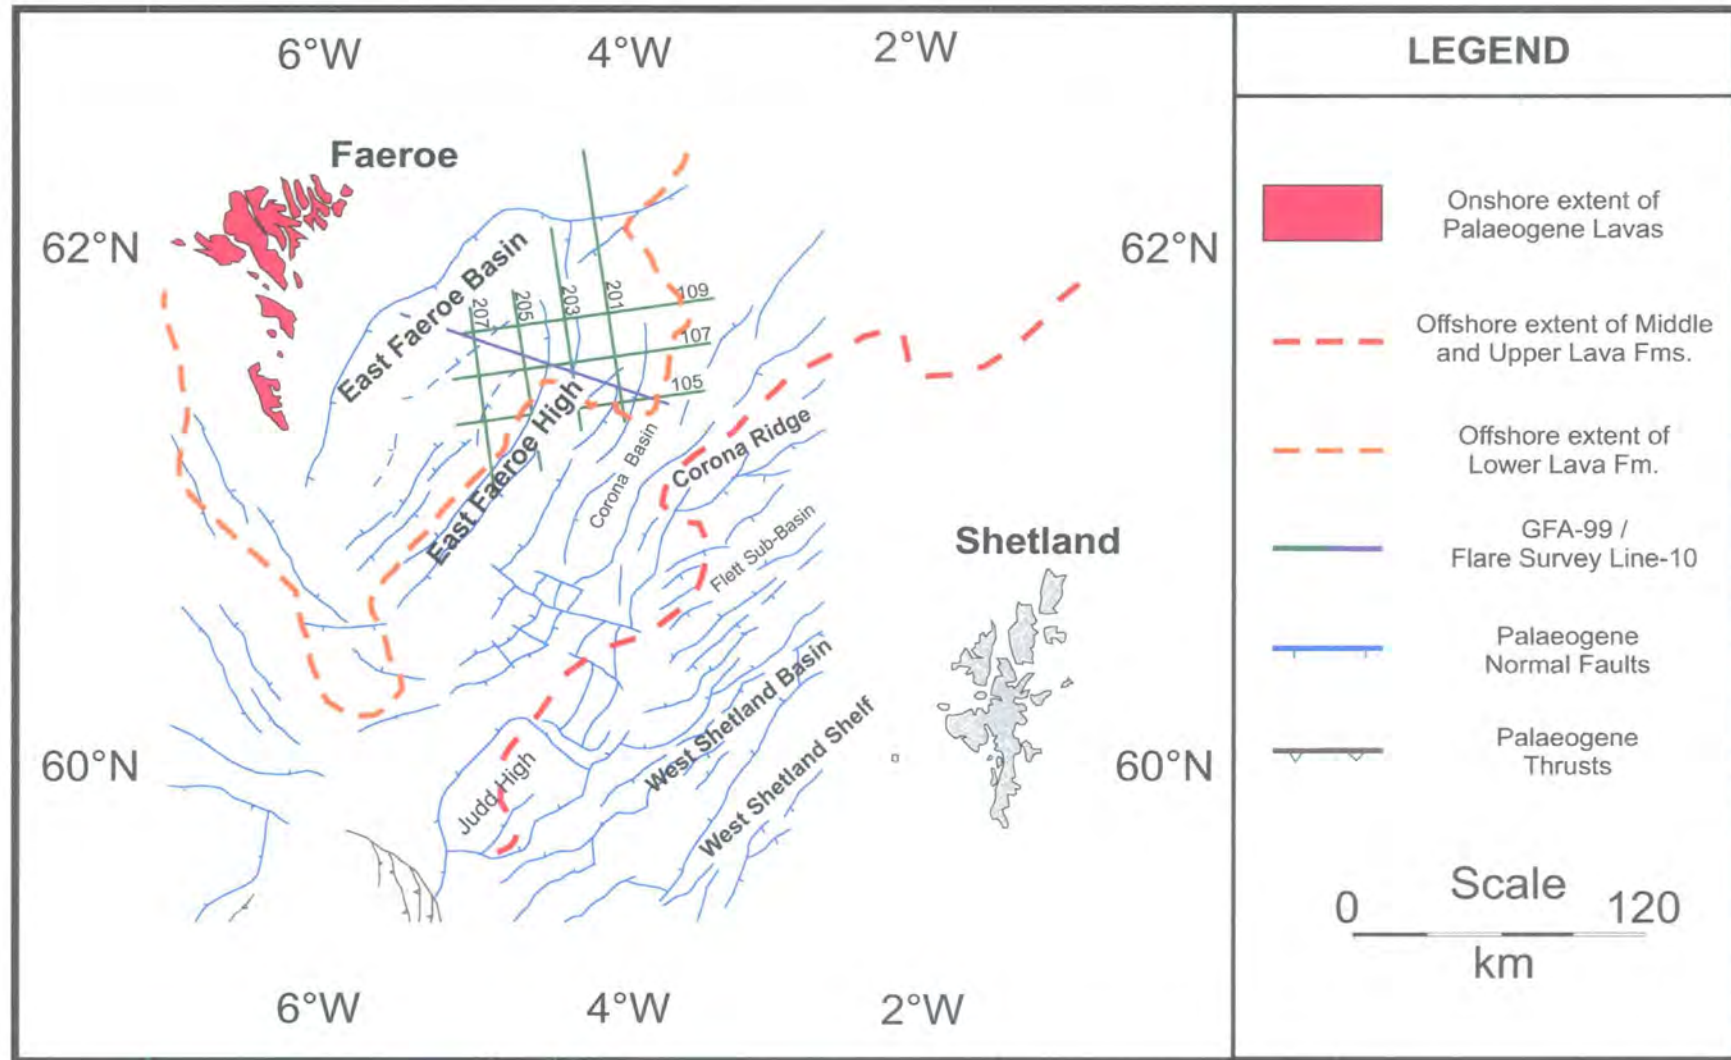 6°W
4°W
2°W
LEGEND
Faeroe
Onshore extent of
Palaeogene Lavas
62°N
62°N
East Faeroe Basin
207
205
203
201
109
107
105
Offshore extent of Middle
and Upper Lava Fms.
East Faeroe High
Corona Basin
Corona Ridge
Offshore extent of
Lower Lava Fm.
Flett Sub-Basin
Shetland
GFA-99 /
Flare Survey Line-10
Palaeogene
Normal Faults
West Shetland Basin
West Shetland Shelf
Judd High
60°N
60°N
Palaeogene
Thrusts
Scale
0
120
km
6°W
4°W
2°W